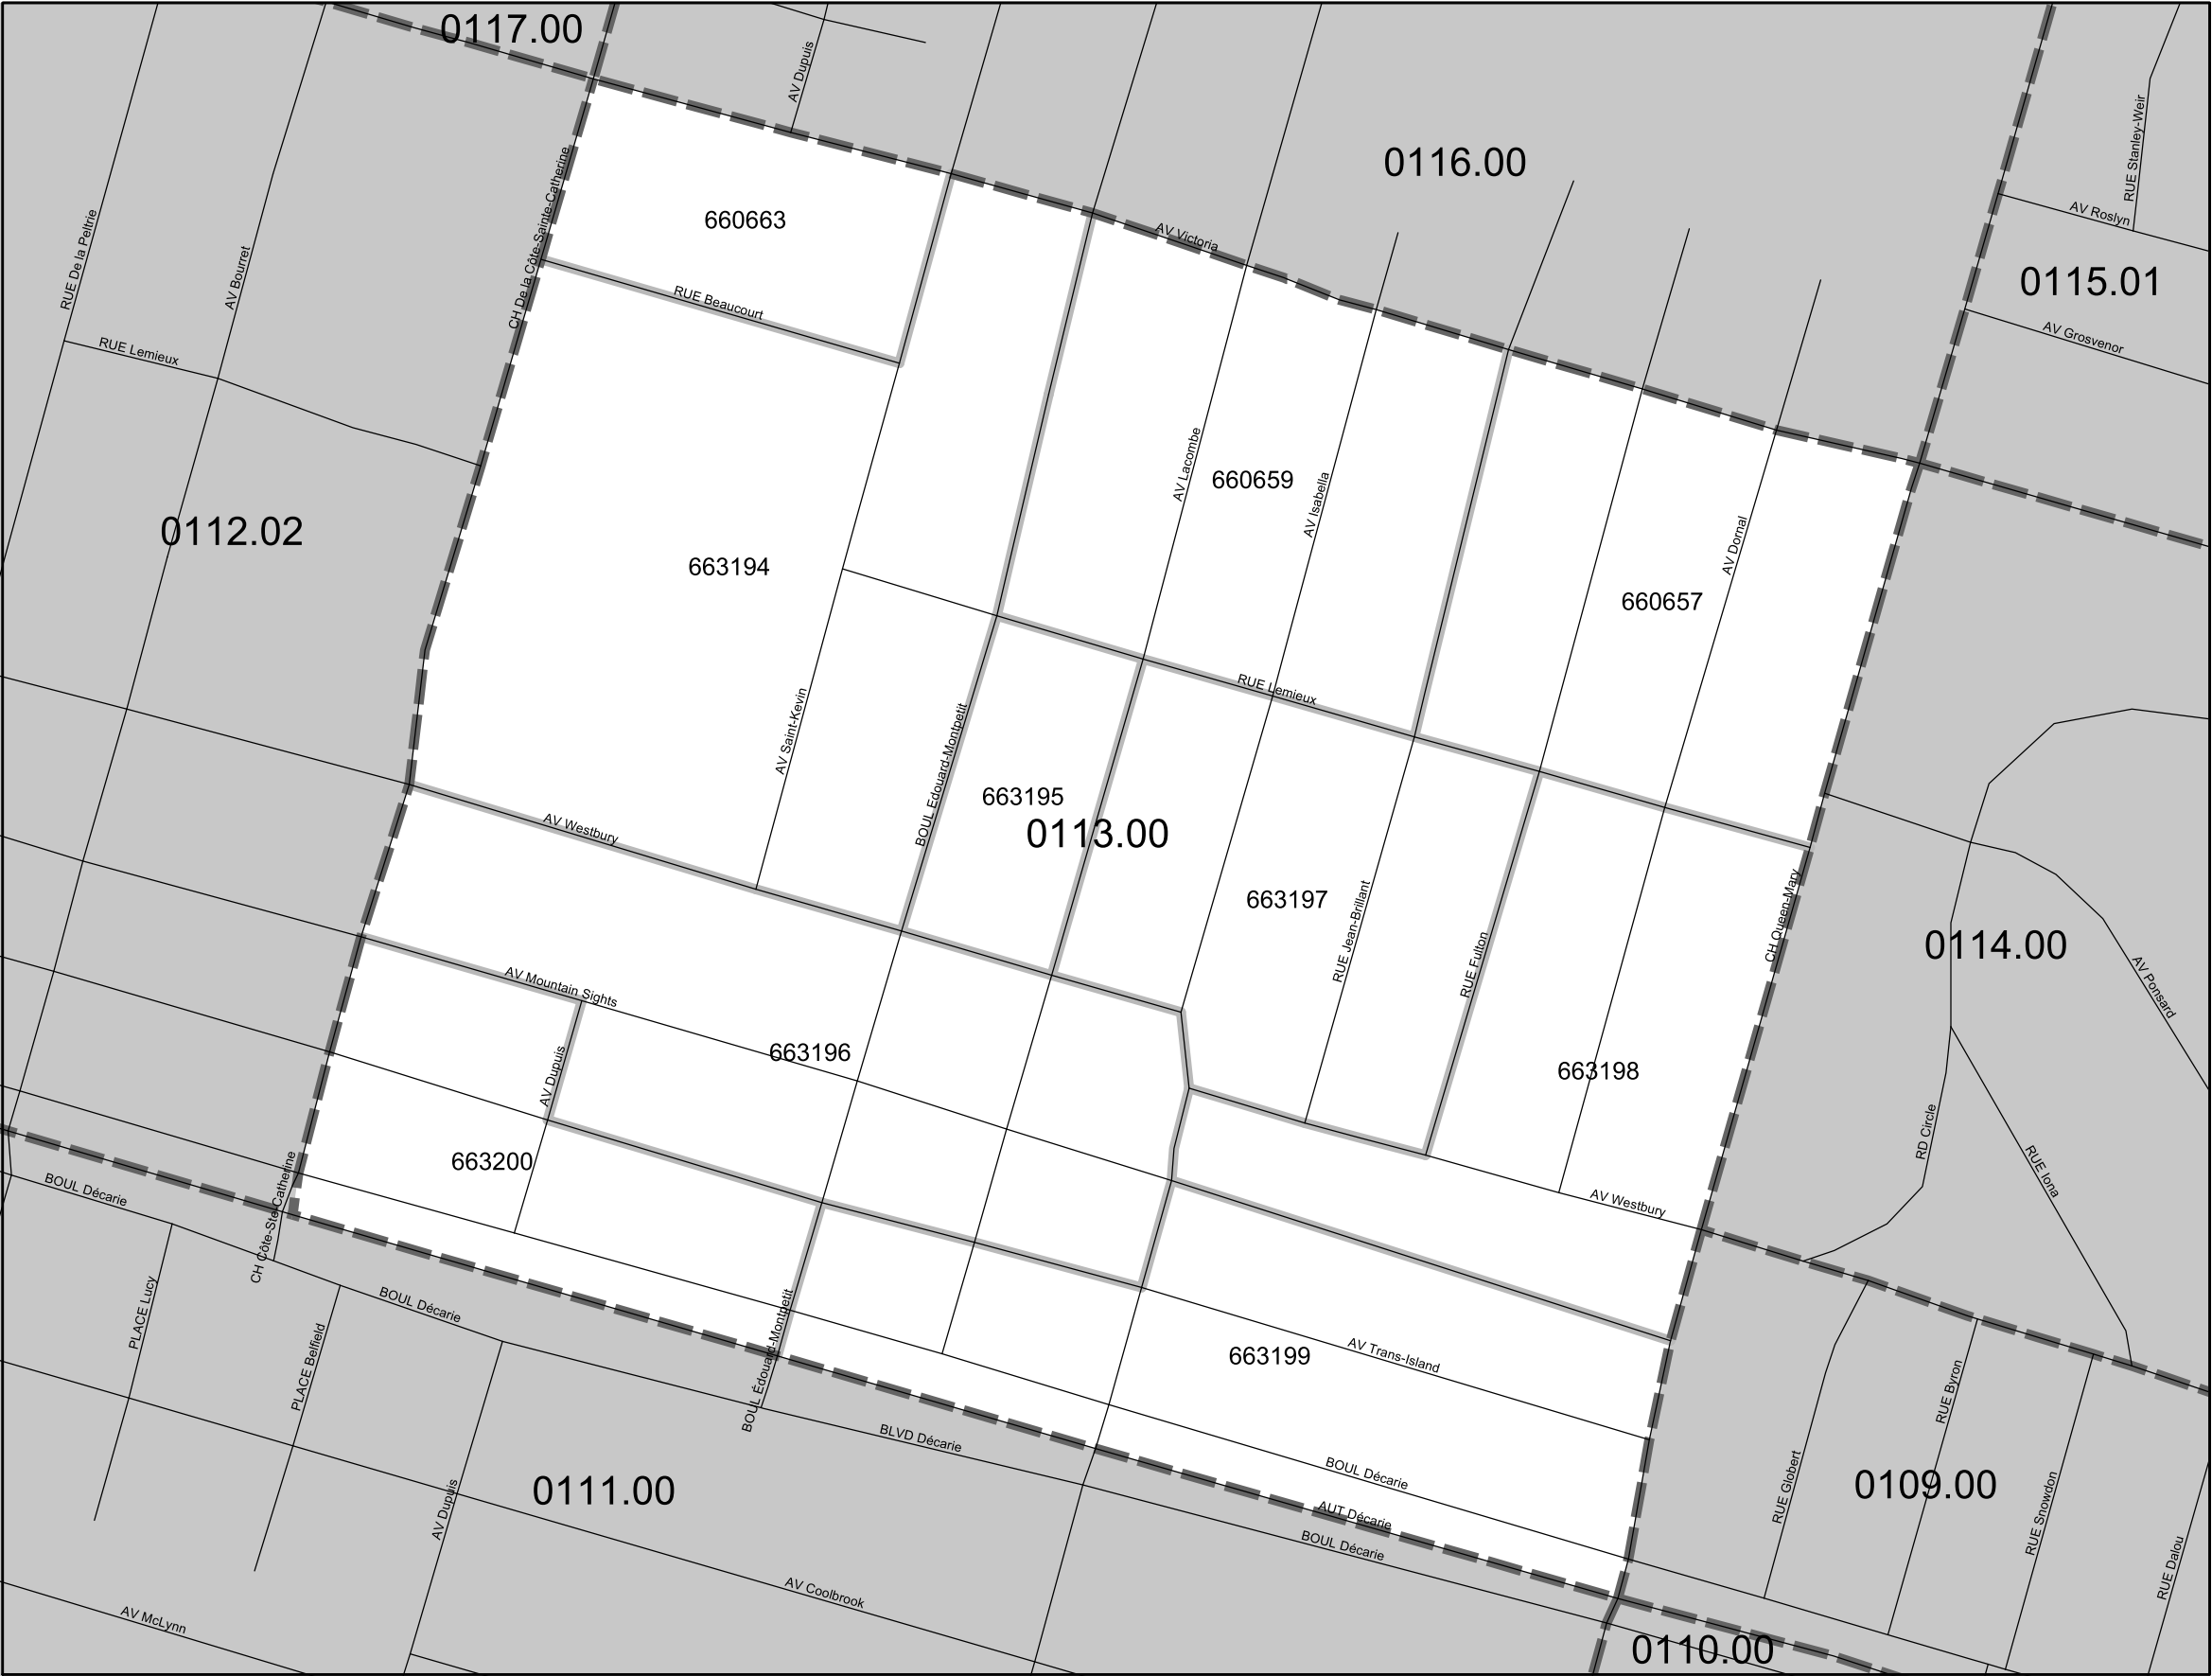 0117.00
AV Dupuis
RUE Stanley-Weir
0116.00
CH De la Côte-Sainte-Catherine
660663
AV Roslyn
RUE De la Peltrie
AV Bourret
AV Victoria
0115.01
RUE Beaucourt
AV Grosvenor
RUE Lemieux
AV Lacombe
660659
AV Isabella
0112.02
AV Dornal
663194
660657
RUE Lemieux
AV Saint-Kevin
BOUL Edouard-Montpetit
663195
AV Westbury
0113.00
663197
RUE Jean-Brillant
CH Queen-Mary
0114.00
RUE Fulton
AV Mountain Sights
AV Ponsard
663196
AV Dupuis
663198
RD Circle
663200
RUE Iona
BOUL Décarie
CH Côte-Ste-Catherine
AV Westbury
PLACE Lucy
BOUL Décarie
PLACE Belfield
BOUL Édouard-Montpetit
663199
AV Trans-Island
RUE Byron
BLVD Décarie
BOUL Décarie
0111.00
RUE Globert
0109.00
AV Dupuis
AUT Décarie
RUE Snowdon
BOUL Décarie
RUE Dalou
AV Coolbrook
AV McLynn
0110.00